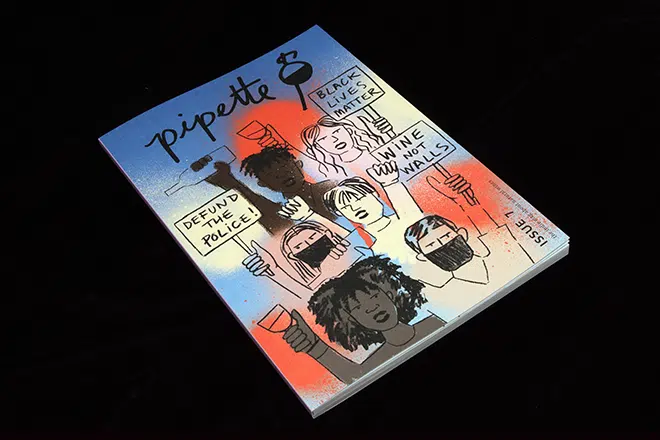 pipette
BLACK
LIVES
MATTER
WINE
NOT
WALLS
DEFUND
THE
POLICE!
ISSUE 7